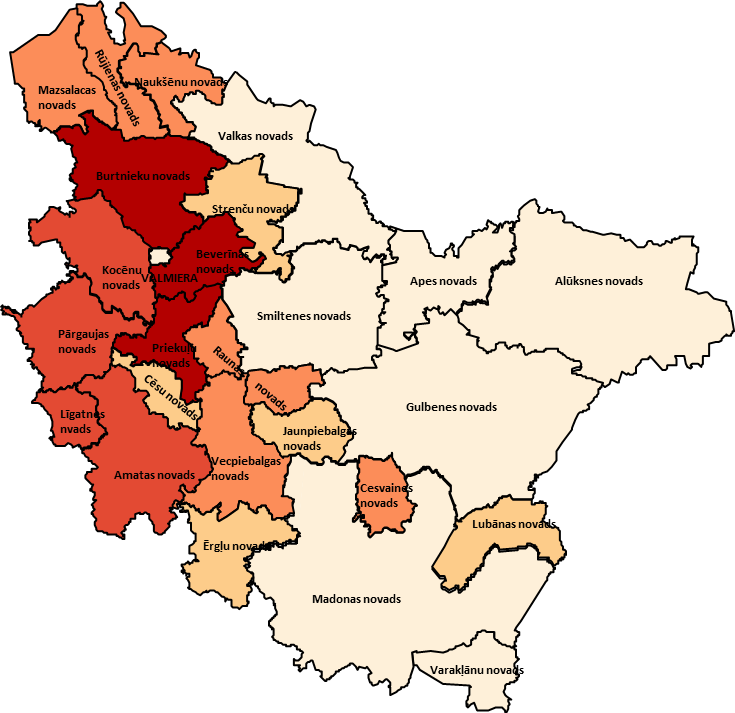 Mazsalacas
novads
Rūjienas novads
Naukšēnu novads
Valkas novads
Burtnieku novads
Strenču novads
Kocēnu
novads
VALMIERA
Beverīnas
novads
Apes novads
Alūksnes novads
Smiltenes novads
Pārgaujas
novads
Priekuļu
novads
Raunas
novads
Cēsu novads
Līgatnes
nvads
Gulbenes novads
Jaunpiebalgas
novads
Amatas novads
Vecpiebalgas
novads
Cesvaines
novads
Lubānas novads
Ērgļu novads
Madonas novads
Varakļānu novads